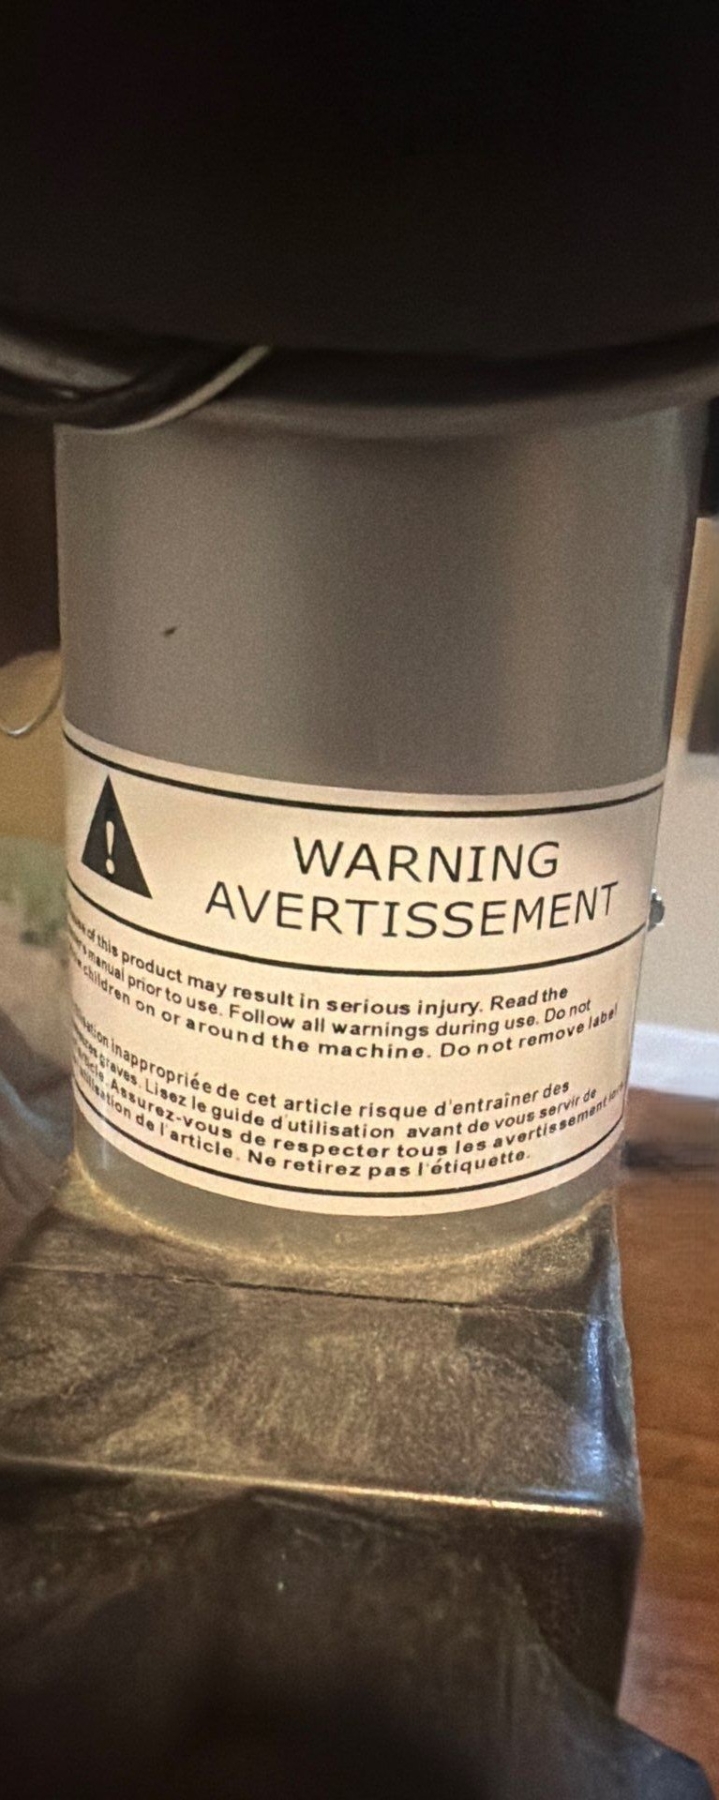 WARNING
AVERTISSEMENT
of this product may result in serious injury. Read the
manual prior to use. Follow all warnings during use. Do not
children on or around the machine. Do not remove label
inappropriée de cet article risque d'entraîner des
graves. Lisez le guide d'utilisation avant de vous servir de
Assurez-vous de respecter tous les avertissement
de l'article. Ne retirez pas l'étiquette.